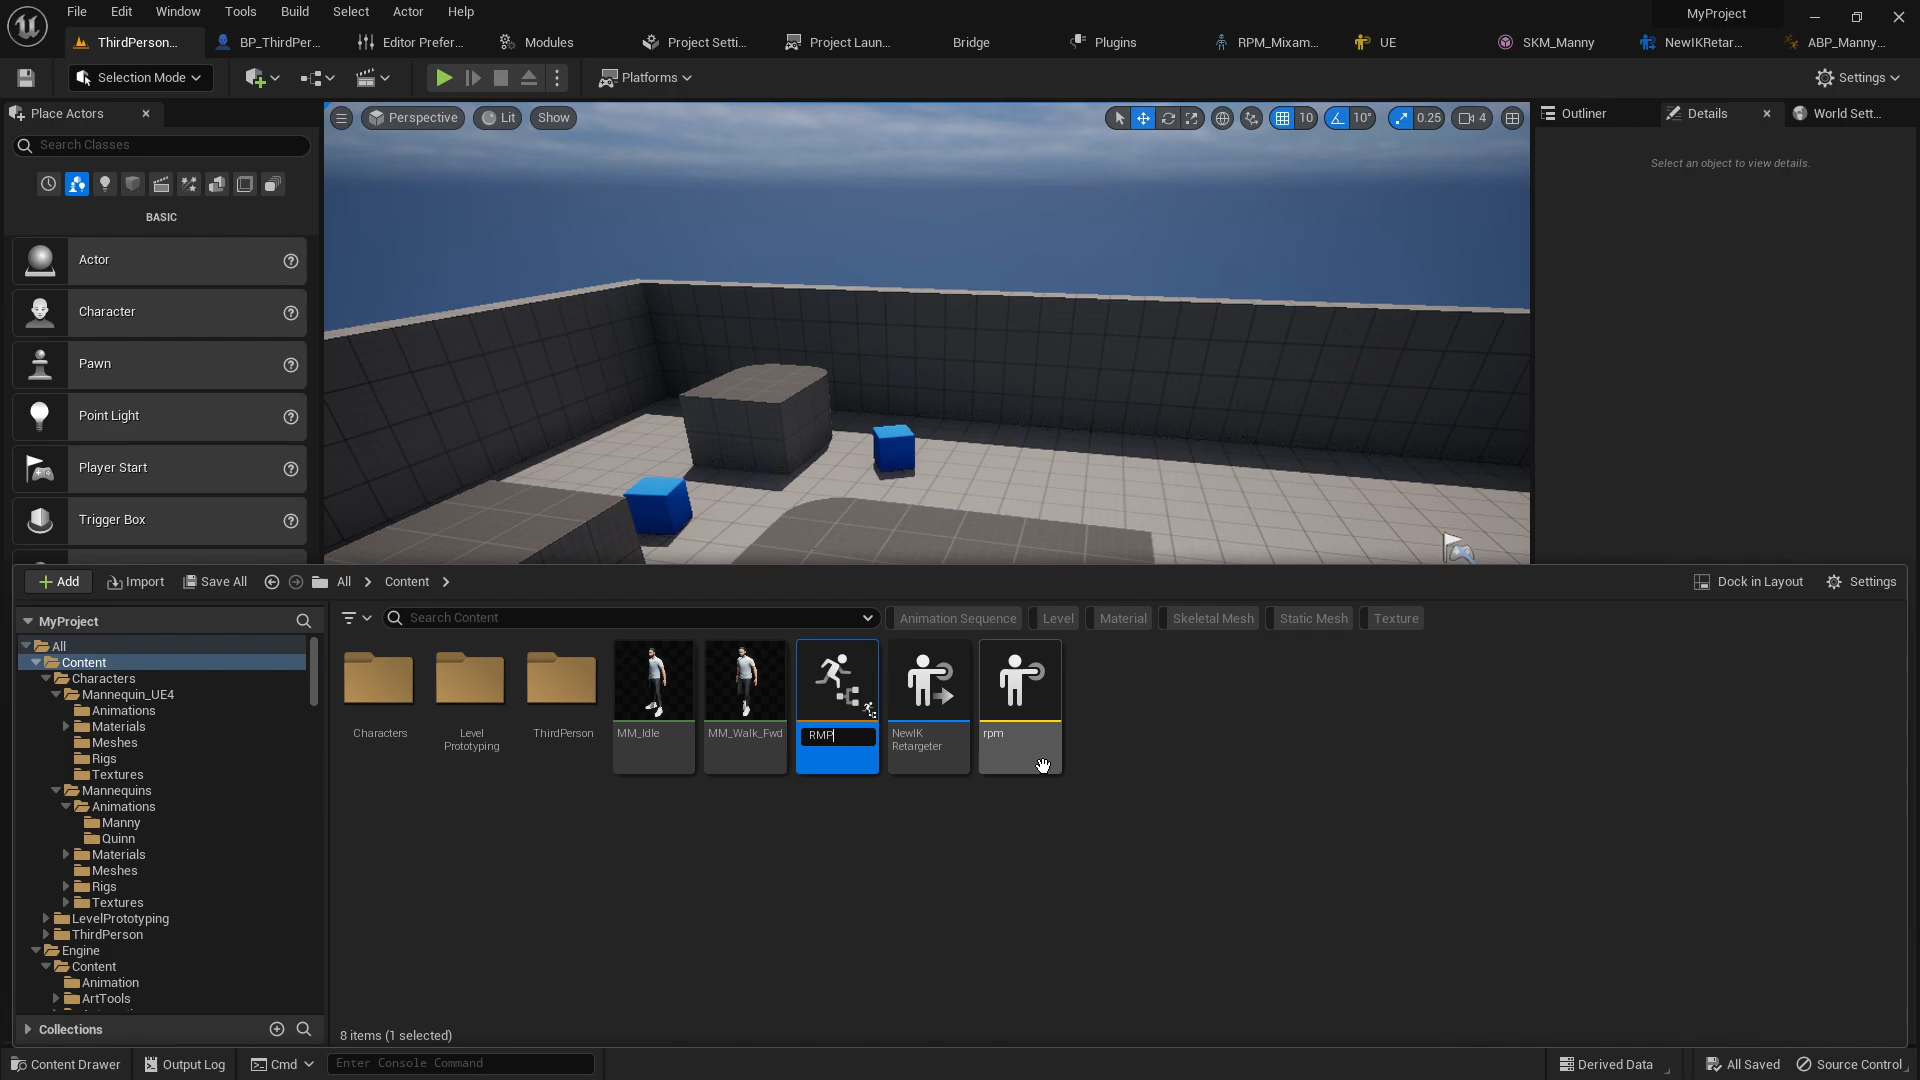 File Edit Window Tools Build Select Actor Help MyProject
ThirdPerson... BP_ThirdPer... Editor Prefer... Modules Project Setti... Project Laun... Bridge Plugins RPM_Mixam... UE SKM_Manny NewIKRetar... ABP_Manny...
Selection Mode Platforms Settings
Place Actors
Search Classes
BASIC
Actor
Character
Pawn
Point Light
Player Start
Trigger Box
Perspective Lit Show 10 10° 0.25 4
Outliner Details World Sett...
Select an object to view details.
Add Import Save All All Content Dock in Layout Settings
MyProject
All
Content
Characters
Mannequin_UE4
Animations
Materials
Meshes
Rigs
Textures
Mannequins
Animations
Manny
Quinn
Materials
Meshes
Rigs
Textures
LevelPrototyping
ThirdPerson
Engine
Content
Animation
ArtTools
Collections
Search Content Animation Sequence Level Material Skeletal Mesh Static Mesh Texture
Characters
Level
Prototyping
ThirdPerson
MM_Idle
MM_Walk_Fwd
RMP
NewIK
Retargeter
rpm
8 items (1 selected)
Content Drawer Output Log Cmd Enter Console Command Derived Data All Saved Source Control